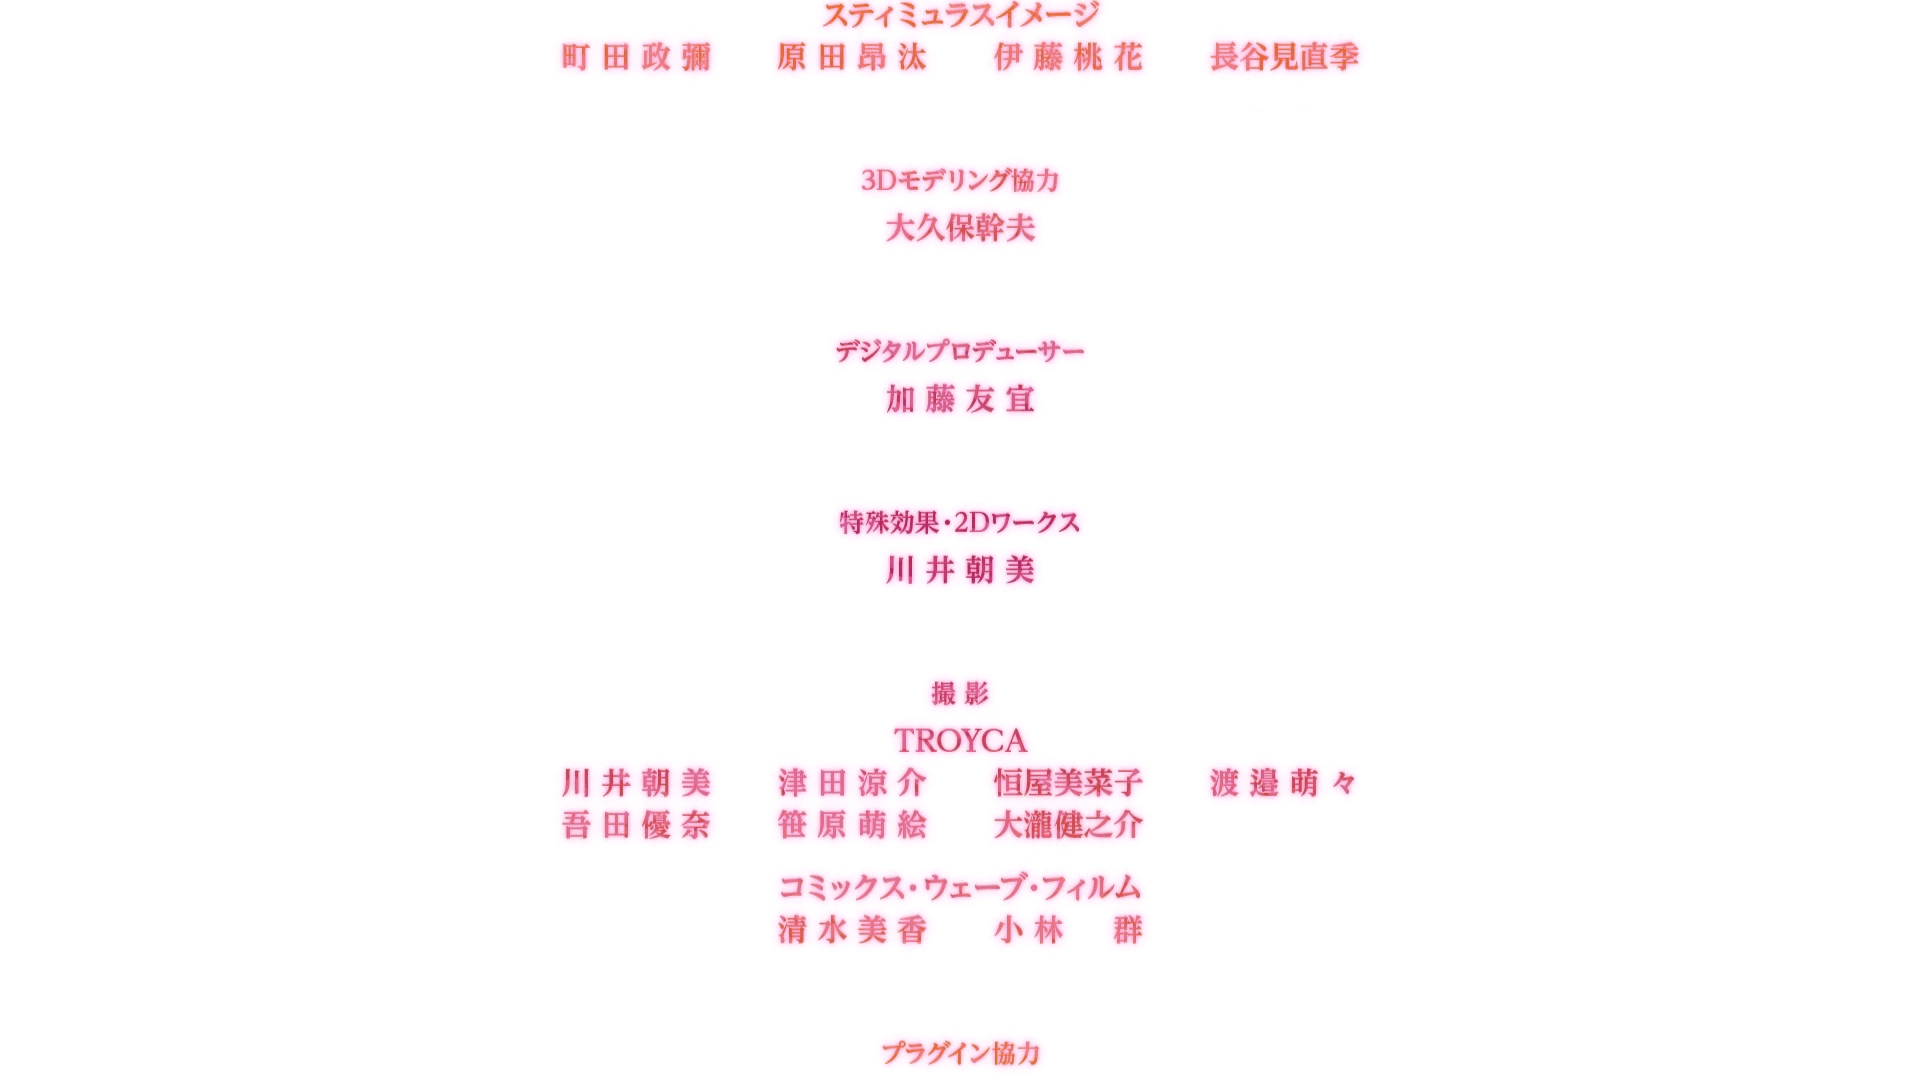 スティミュラスイメージ
町田政彌 原田昂汰 伊藤桃花 長谷見直季
3Dモデリング協力
大久保幹夫
デジタルプロデューサー
加藤友宜
特殊効果・2Dワークス
川井朝美
撮影
TROYCA
川井朝美 津田涼介 恒屋美菜子 渡邉萌々
吾田優奈 笹原萌絵 大瀧健之介
コミックス・ウェーブ・フィルム
清水美香 小林 群
プラグイン協力